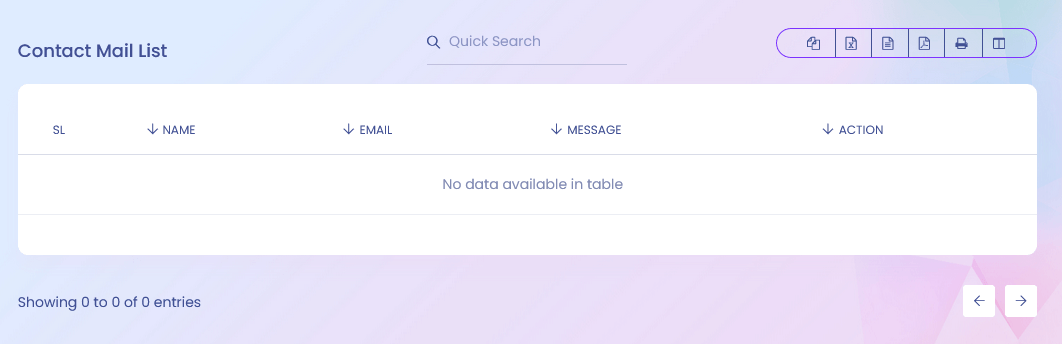 Contact Mail List
Quick Search
SL NAME EMAIL MESSAGE ACTION
No data available in table
Showing 0 to 0 of 0 entries